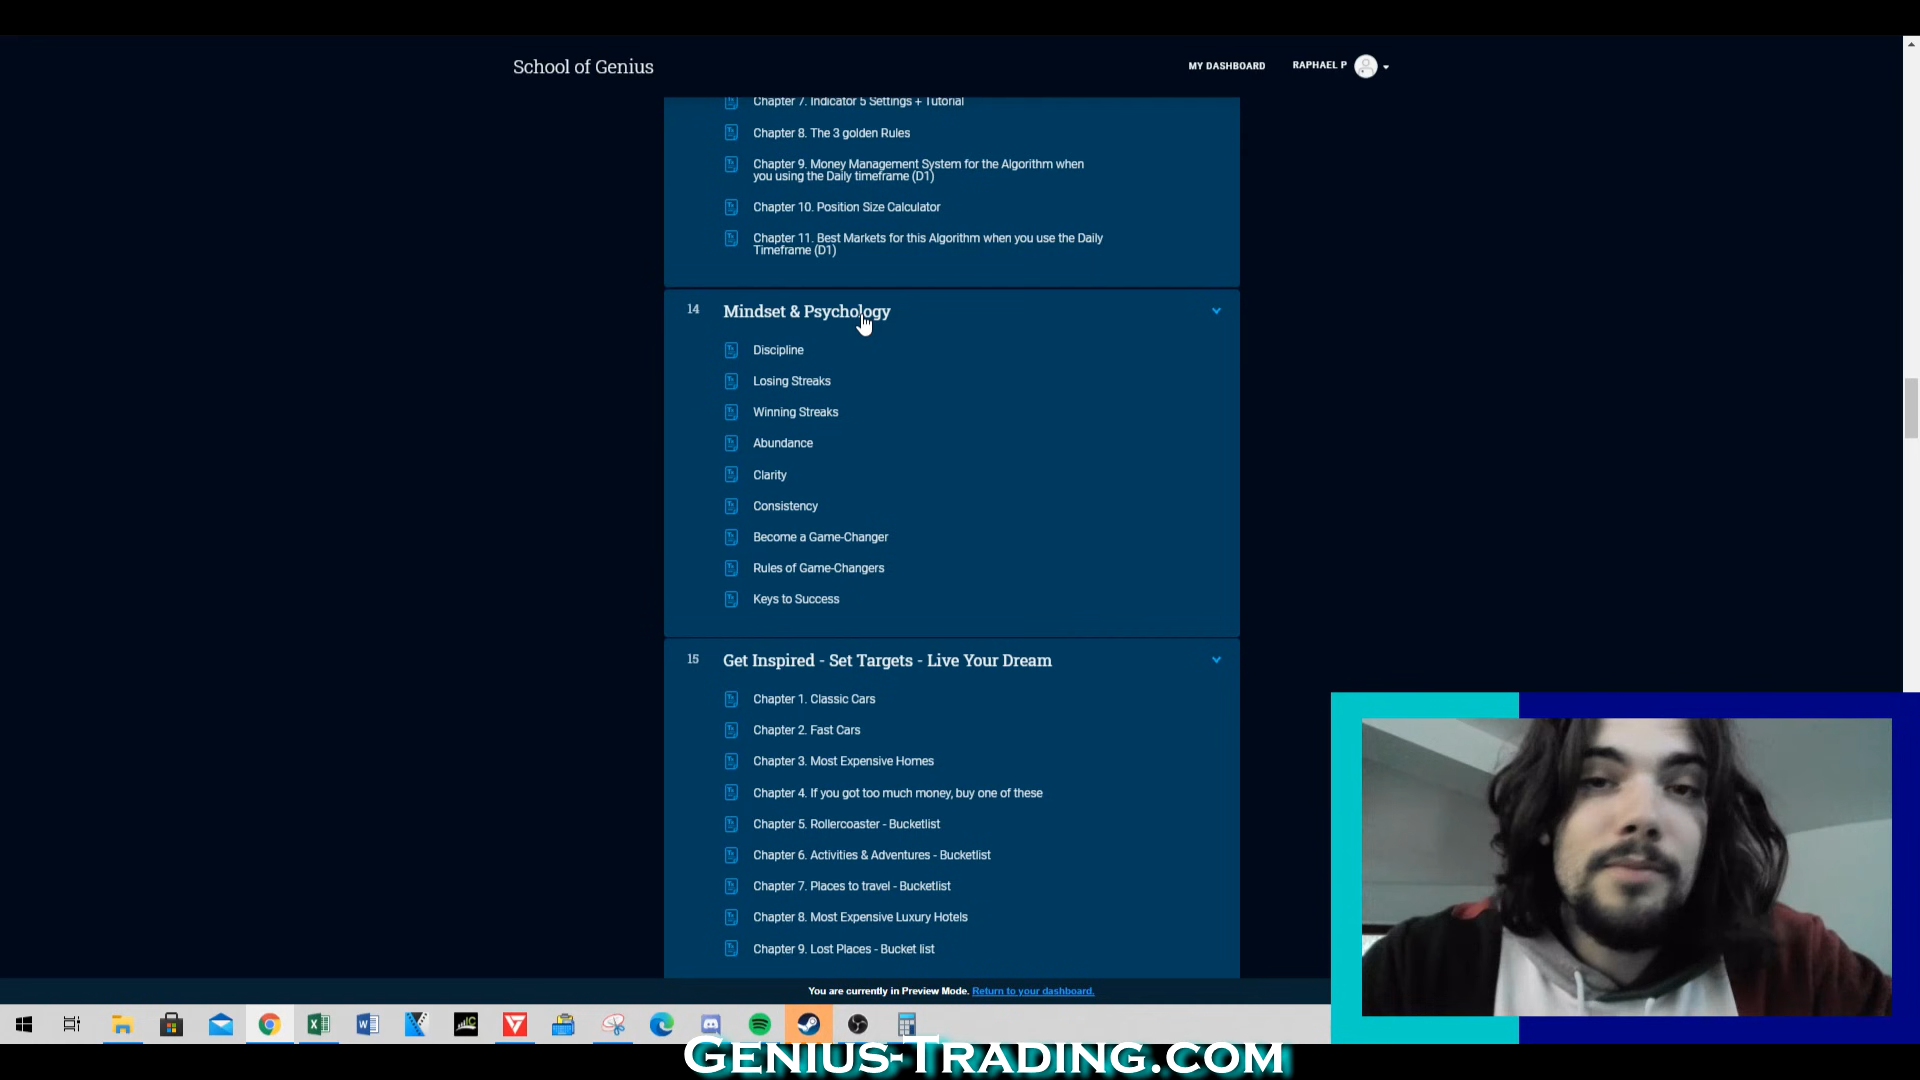 School of Genius
MY DASHBOARD
RAPHAEL P
Chapter 7. Indicator 5 Settings + Tutorial
Chapter 8. The 3 golden Rules
Chapter 9. Money Management System for the Algorithm when
you using the Daily timeframe (D1)
Chapter 10. Position Size Calculator
Chapter 11. Best Markets for this Algorithm when you use the Daily
Timeframe (D1)
14
Mindset & Psychology
Discipline
Losing Streaks
Winning Streaks
Abundance
Clarity
Consistency
Become a Game-Changer
Rules of Game-Changers
Keys to Success
15
Get Inspired - Set Targets - Live Your Dream
Chapter 1. Classic Cars
Chapter 2. Fast Cars
Chapter 3. Most Expensive Homes
Chapter 4. If you got too much money, buy one of these
Chapter 5. Rollercoaster - Bucketlist
Chapter 6. Activities & Adventures - Bucketlist
Chapter 7. Places to travel - Bucketlist
Chapter 8. Most Expensive Luxury Hotels
Chapter 9. Lost Places - Bucket list
You are currently in Preview Mode. Return to your dashboard.
Genius-Trading.com